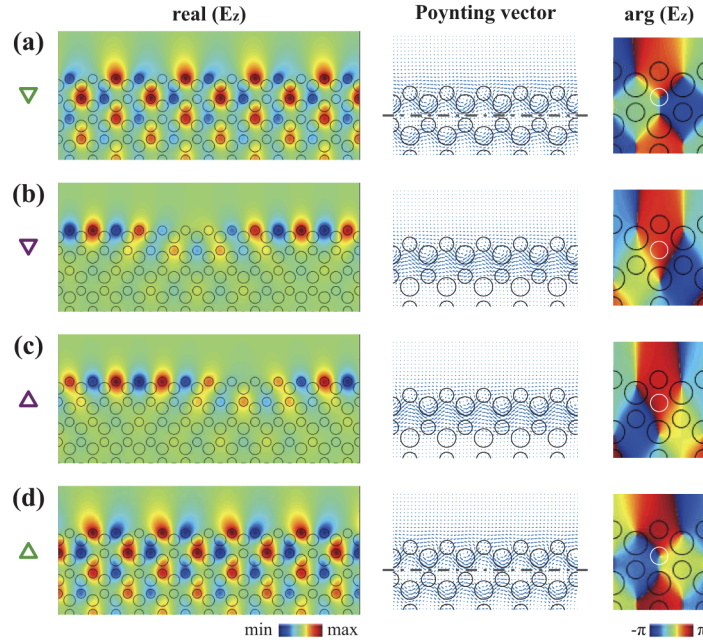 real (Ez) Poynting vector arg (Ez)
(a)
(b)
(c)
(d)
min max -π π